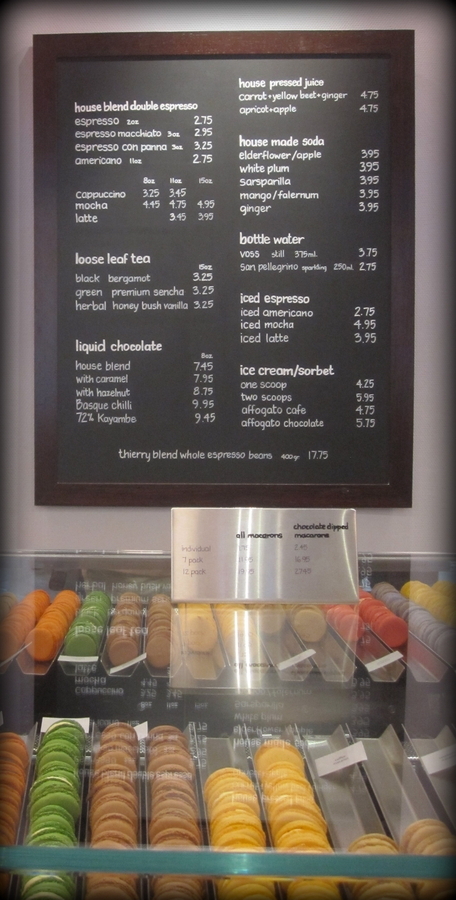 house blend double espresso
espresso 2oz 2.75
espresso macchiato 3oz 2.95
espresso con panna 3oz 3.25
americano 11oz 2.75
8oz 11oz 15oz
cappuccino 3.25 3.45
mocha 4.45 4.75 4.95
latte 3.45 3.95
loose leaf tea
15oz
black bergamot 3.25
green premium sencha 3.25
herbal honey bush vanilla 3.25
liquid chocolate
8oz
house blend 7.45
with caramel 7.95
with hazelnut 8.75
Basque chilli 9.95
72% Kayambe 9.45
house pressed juice
carrot+yellow beet+ginger 4.75
apricot+apple 4.75
house made soda
elderflower/apple 3.95
white plum 3.95
sarsparilla 3.95
mango/falernum 3.95
ginger 3.95
bottle water
voss still 375ml 3.75
san pellegrino sparkling 250ml 2.75
iced espresso
iced americano 2.75
iced mocha 4.95
iced latte 3.95
ice cream/sorbet
one scoop 4.25
two scoops 5.95
affogato cafe 4.75
affogato chocolate 5.75
thierry blend whole espresso beans 400gr 17.75
all macarons chocolate dipped macarons
individual
7 pack
12 pack